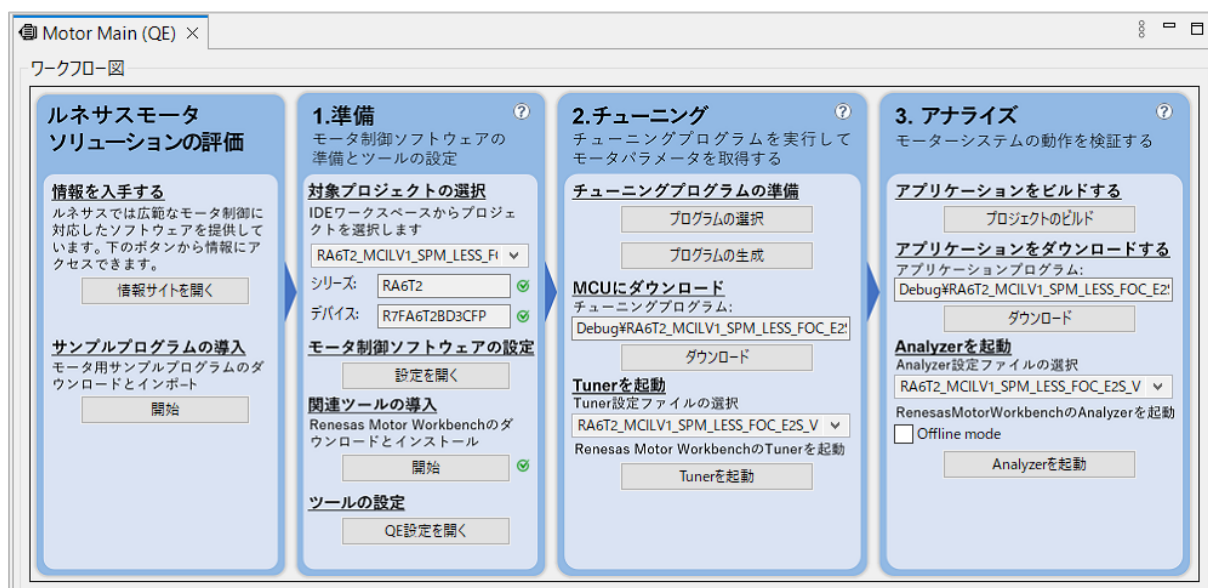 Motor Main (QE)
ワークフロー図
ルネサスモータ
ソリューションの評価
情報を入手する
ルネサスでは広範なモータ制御に
対応したソフトウェアを提供して
います。下のボタンから情報にア
クセスできます。
情報サイトを開く
サンプルプログラムの導入
モータ用サンプルプログラムのダ
ウンロードとインポート
開始
1.準備
モータ制御ソフトウェアの
準備とツールの設定
対象プロジェクトの選択
IDEワークスペースからプロジェ
クトを選択します
RA6T2_MCILV1_SPM_LESS_F
シリーズ:
RA6T2
デバイス:
R7FA6T2BD3CFP
モータ制御ソフトウェアの設定
設定を開く
関連ツールの導入
Renesas Motor Workbenchのダ
ウンロードとインストール
開始
ツールの設定
QE設定を開く
2.チューニング
チューニングプログラムを実行して
モータパラメータを取得する
チューニングプログラムの準備
プログラムの選択
プログラムの生成
MCUにダウンロード
チューニングプログラム:
Debug¥RA6T2_MCILV1_SPM_LESS_FOC_E2S
ダウンロード
Tunerを起動
Tuner設定ファイルの選択
RA6T2_MCILV1_SPM_LESS_FOC_E2S_V
Renesas Motor WorkbenchのTunerを起動
Tunerを起動
3. アナライズ
モーターシステムの動作を検証する
アプリケーションをビルドする
プロジェクトのビルド
アプリケーションをダウンロードする
アプリケーションプログラム:
Debug¥RA6T2_MCILV1_SPM_LESS_FOC_E2S
ダウンロード
Analyzerを起動
Analyzer設定ファイルの選択
RA6T2_MCILV1_SPM_LESS_FOC_E2S_V
RenesasMotorWorkbenchのAnalyzerを起動
Offline mode
Analyzerを起動